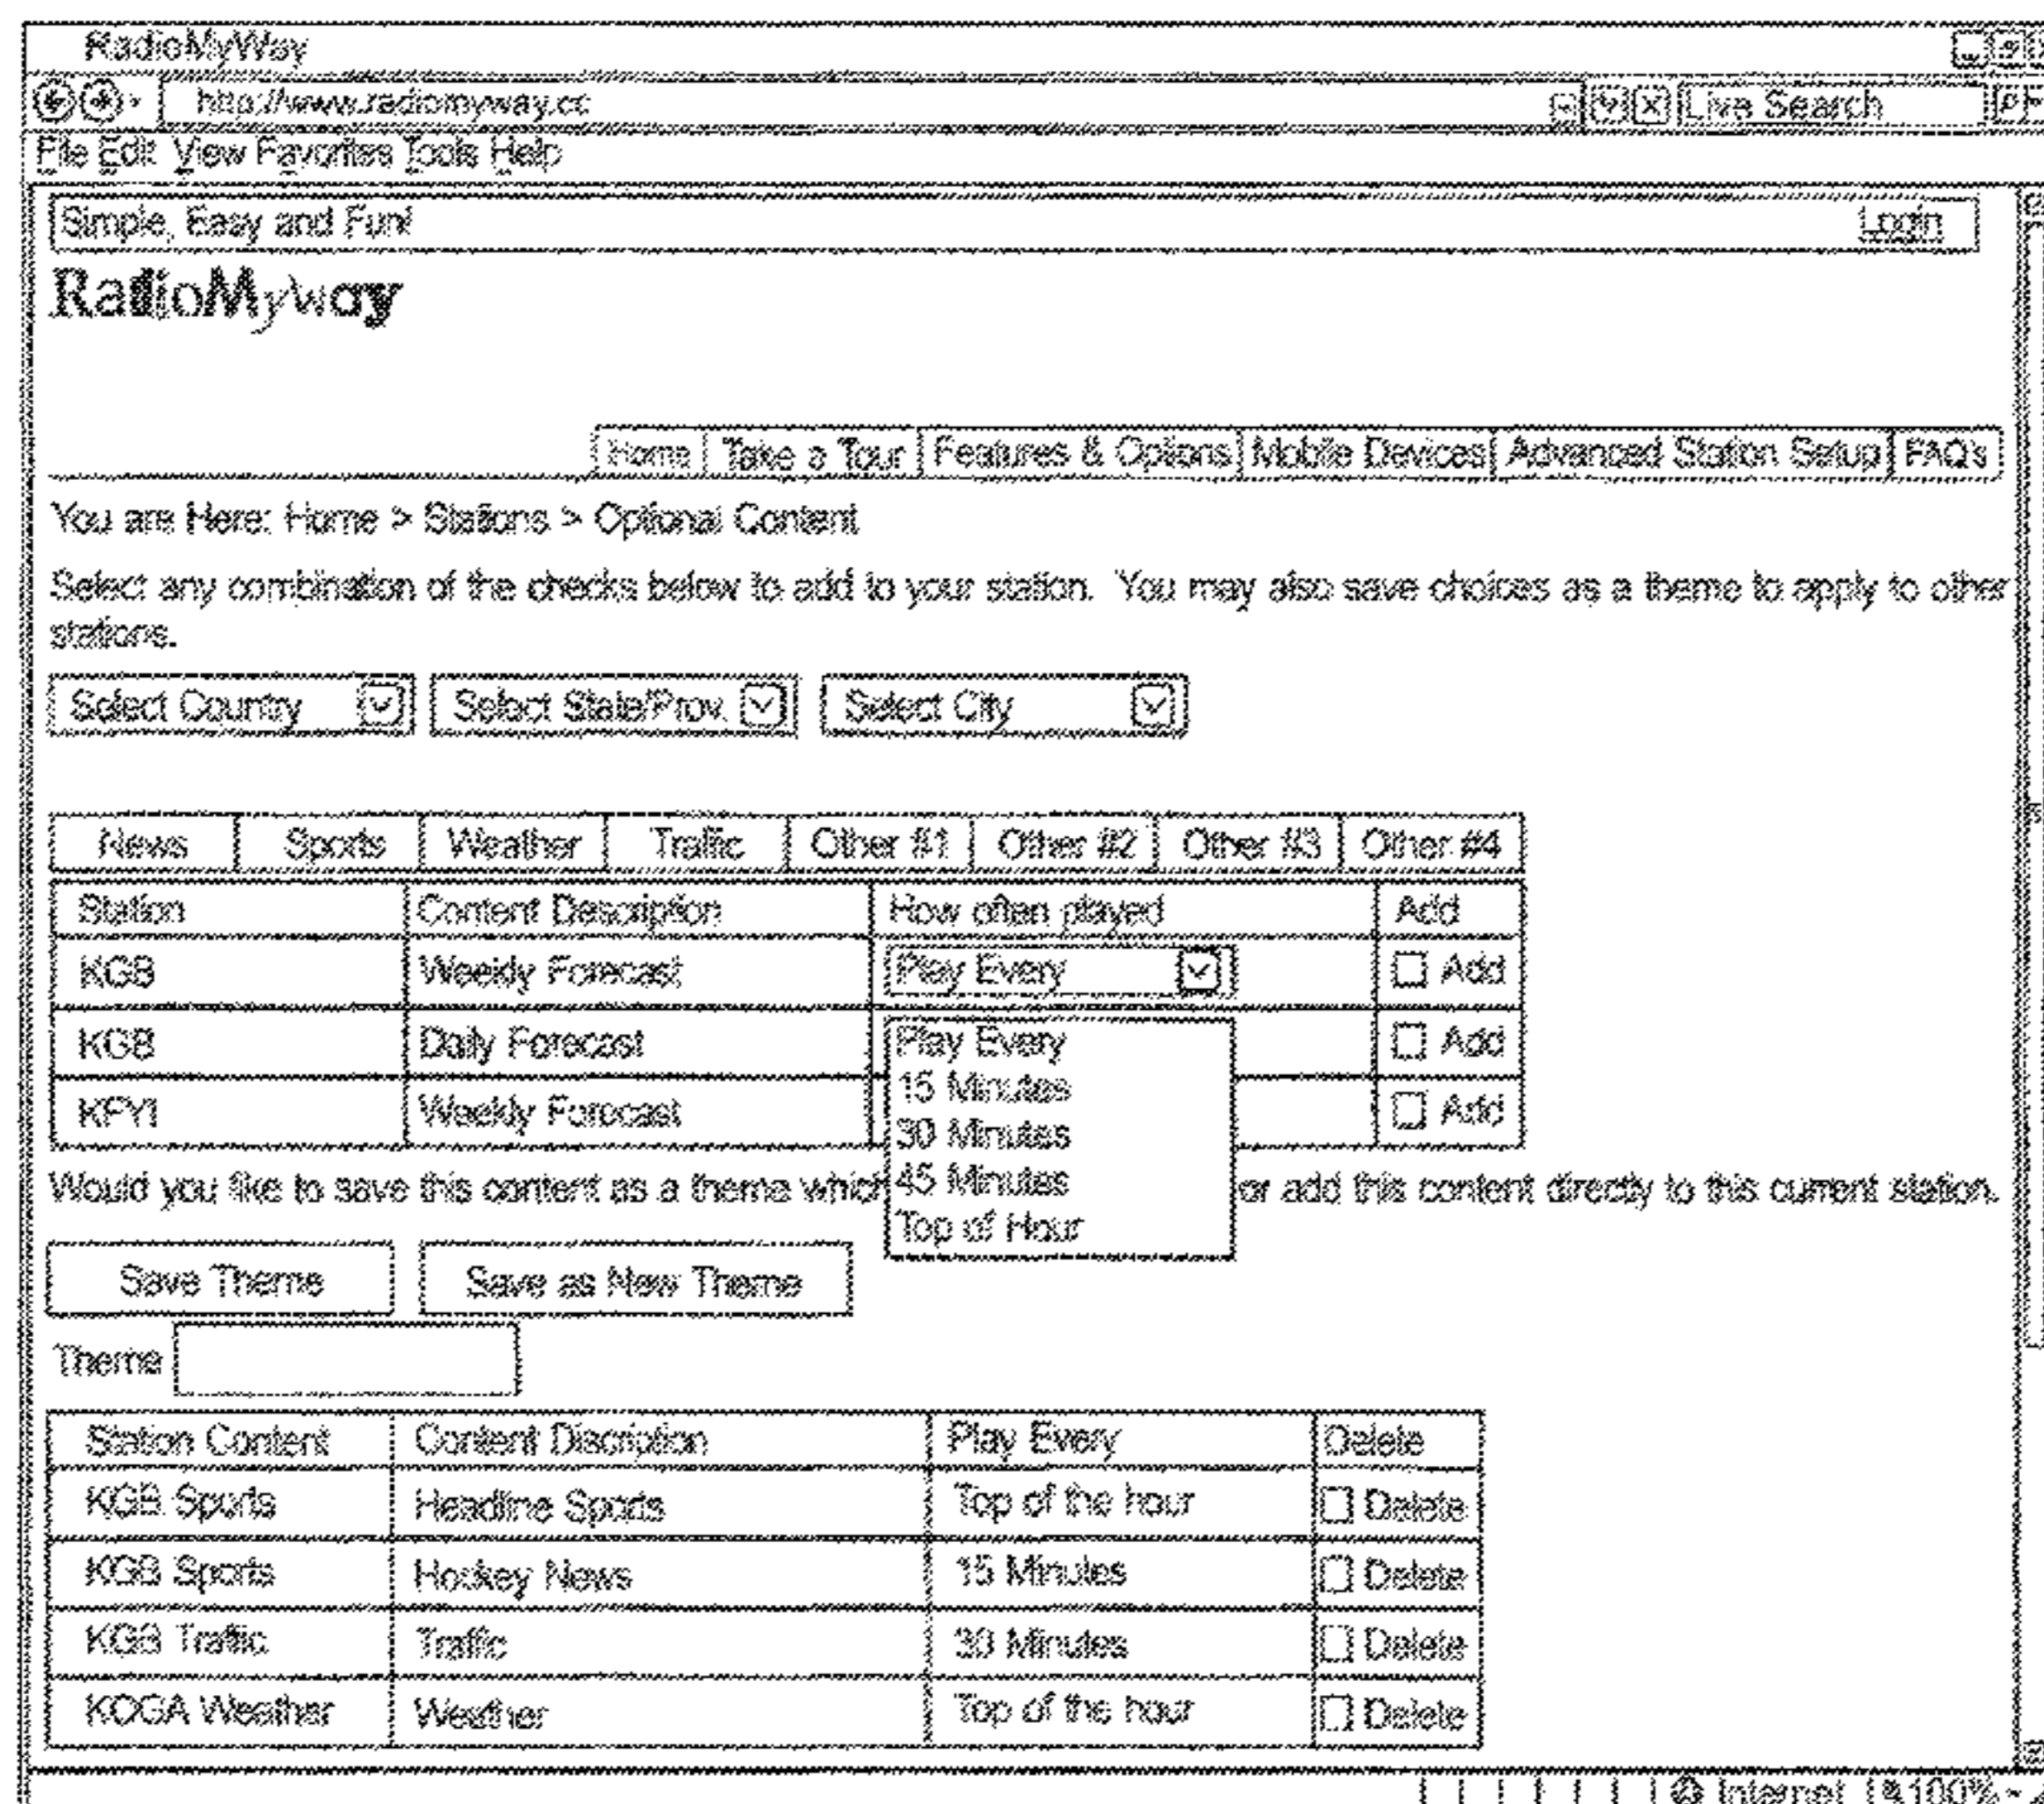 RadioMyWay
http://www.radiomyway.cc Live Search
File Edit View Favorites Tools Help
Simple, Easy and Fun! Login
RadioMyway
Home Take a Tour Features & Options Mobile Devices Advanced Station Setup FAQ's
You are Here: Home > Stations > Optional Content
Select any combination of the checks below to add to your station. You may also save choices as a theme to apply to other
stations.
Select Country Select State/Prov. Select City
News Sports Weather Traffic Other #1 Other #2 Other #3 Other #4
Station Content Description How often played Add
KGB Weekly Forecast Play Every Add
KGB Daily Forecast Play Every Add
15 Minutes
KFYI Weekly Forecast Add
30 Minutes
Would you like to save this content as a theme which 45 Minutes or add this content directly to this current station.
Top of Hour
Save Theme Save as New Theme
Theme
Station Content Content Discription Play Every Delete
KGB Sports Headline Sports Top of the hour Delete
KGB Sports Hockey News 15 Minutes Delete
KGB Traffic Traffic 30 Minutes Delete
KOGA Weather Weather Top of the hour Delete
Internet 100%